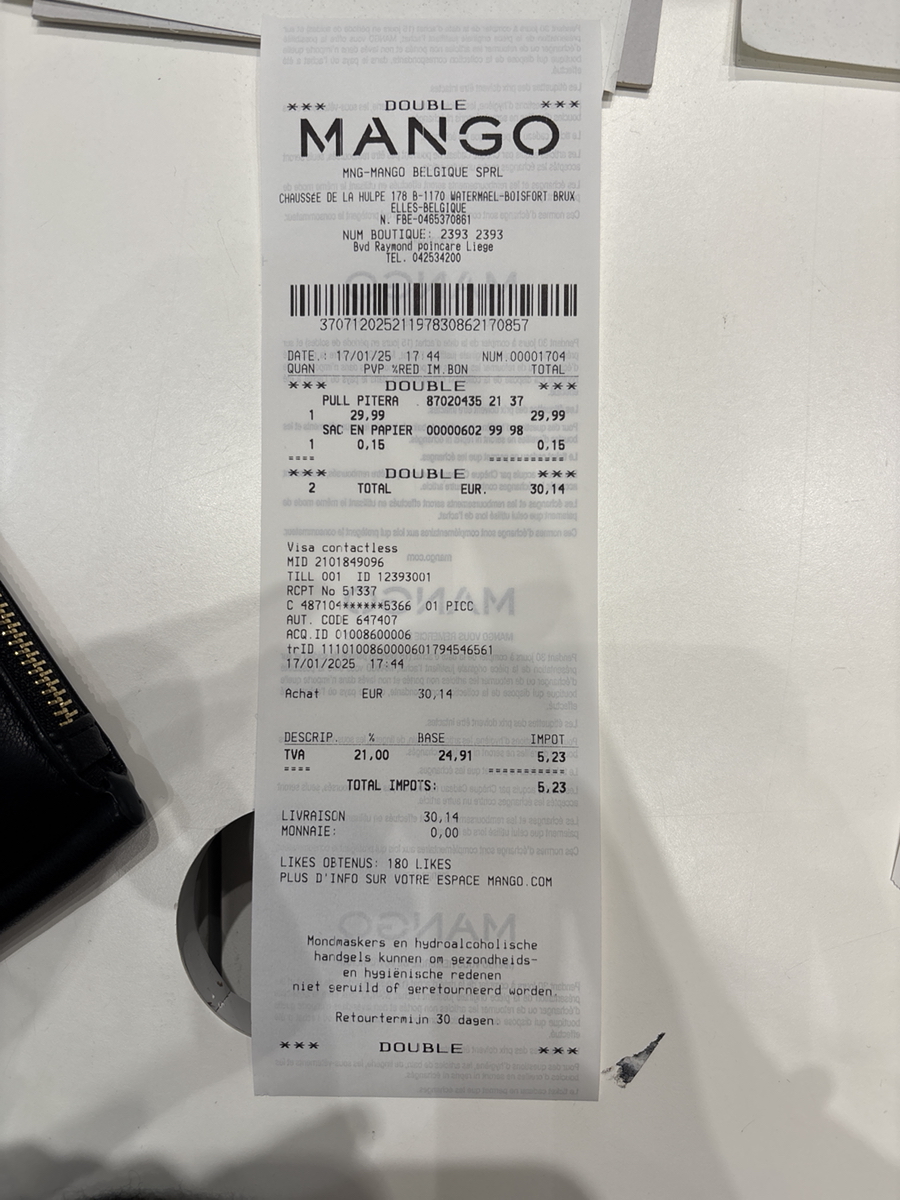 *** DOUBLE ***
MANGO
MNG-MANGO BELGIQUE SPRL
CHAUSSéE DE LA HULPE 178 B-1170 WATERMAEL-BOISFORT BRUX
ELLES-BELGIQUE
N. FBE-0465370861
NUM BOUTIQUE: 2393 2393
Bvd Raymond poincare Liege
TEL. 042534200
37071202521197830862170857
DATE.: 17/01/25 17 44 NUM.00001704
QUAN PVP %RED IM.BON TOTAL
*** DOUBLE ***
PULL PITERA . 87020435 21 37
1 29,99 29,99
SAC EN PAPIER 00000602 99 98
1 0,15 0,15
==== ===========
*** DOUBLE ***
2 TOTAL EUR. 30,14
Visa contactless
MID 2101849096
TILL 001 ID 12393001
RCPT No 51337
C 487104******5366 01 PICC
AUT. CODE 647407
ACQ.ID 01008600006
trID 1110100860000601794546561
17/01/2025 17:44
Achat EUR 30,14
DESCRIP. % BASE IMPOT
TVA 21,00 24,91 5,23
==== ===========
TOTAL IMPOTS: 5,23
LIVRAISON 30,14
MONNAIE: 0,00
LIKES OBTENUS: 180 LIKES
PLUS D'INFO SUR VOTRE ESPACE MANGO.COM
Mondmaskers en hydroalcoholische
handgels kunnen om gezondheids-
en hygiënische redenen
niet geruild of geretourneerd worden.
Retourtermijn 30 dagen
*** DOUBLE ***